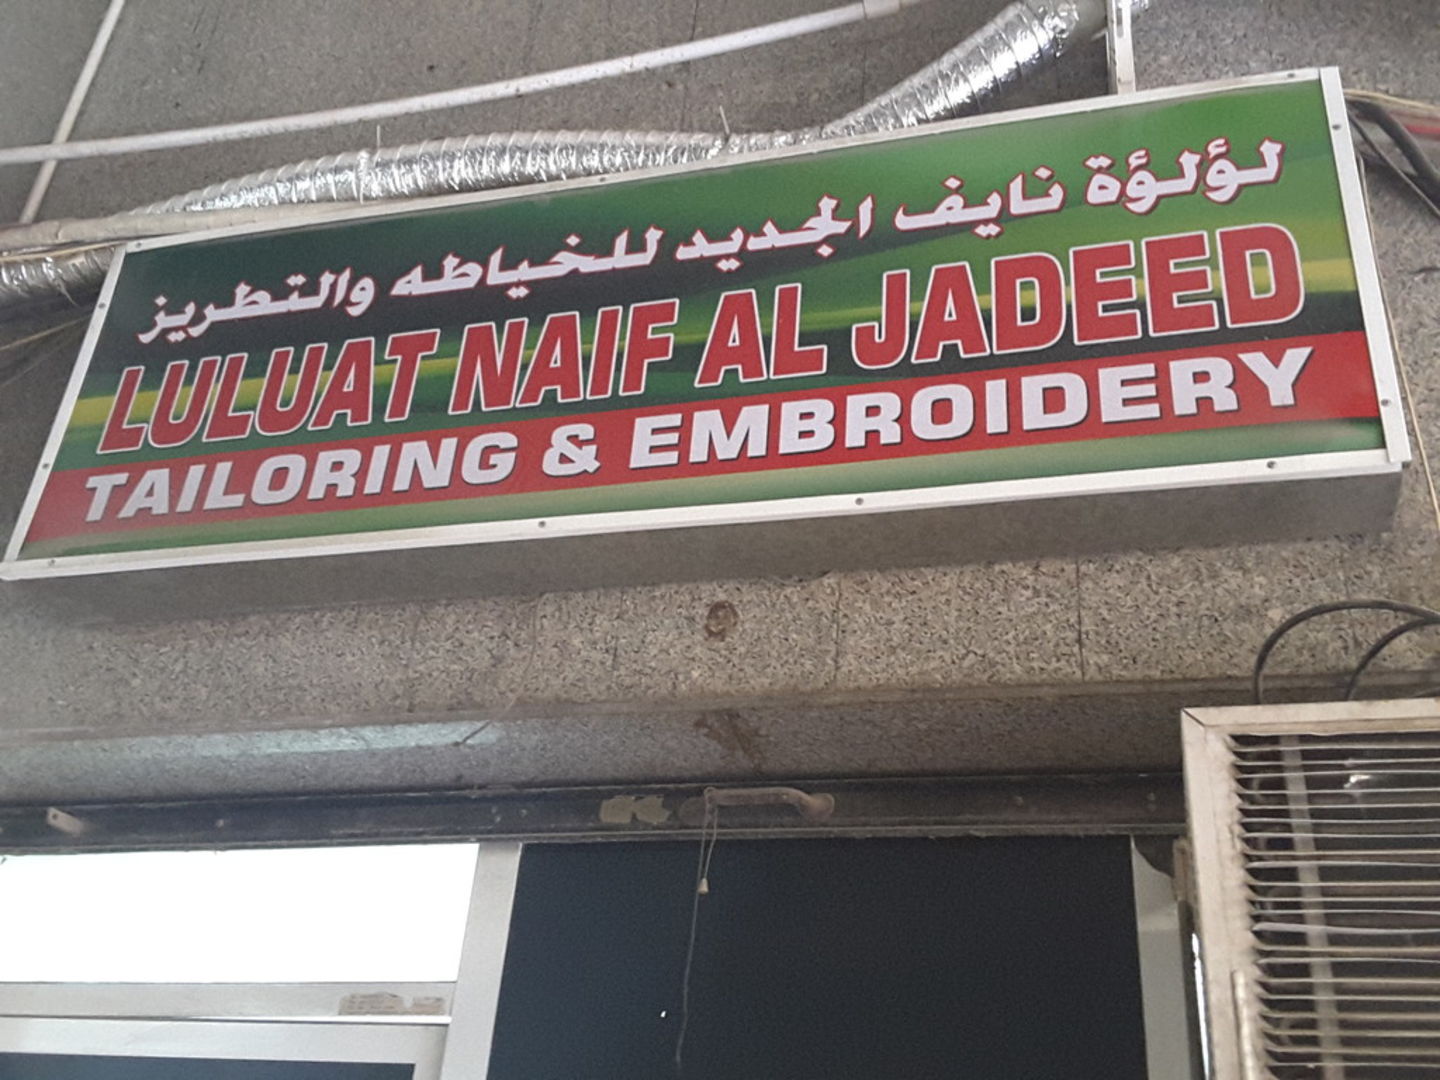 لؤلؤة نايف الجديد للخياطه والتطريز
LULUAT NAIF AL JADEED
TAILORING & EMBROIDERY